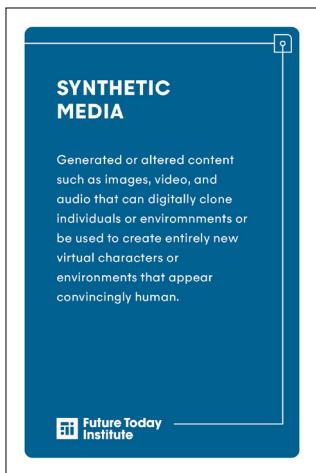 SYNTHETIC
MEDIA
Generated or altered content
such as images, video, and
audio that can digitally clone
individuals or enviromnments or
be used to create entirely new
virtual characters or
environments that appear
convincingly human.
Future Today
Institute